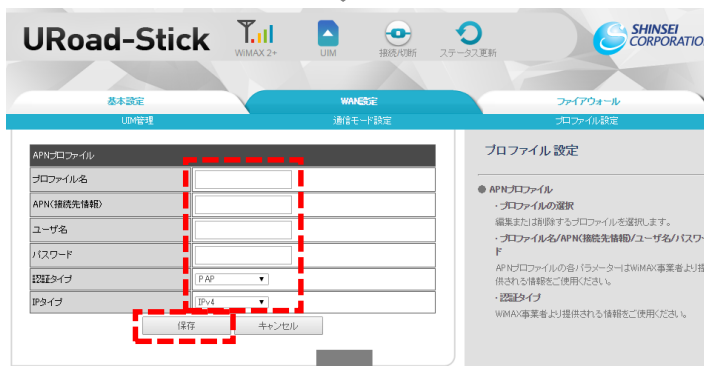 URoad-Stick
WiMAX 2+
UIM
接続/切断
ステータス更新
SHINSEI
CORPORATIO
基本設定
WAN設定
ファイアウォール
UIM管理
通信モード設定
プロファイル設定
APNプロファイル
プロファイル名
APN(接続先情報)
ユーザ名
パスワード
認証タイプ
PAP
IPタイプ
IPv4
保存
キャンセル
プロファイル 設定
● APNプロファイル
・プロファイルの選択
編集または削除するプロファイルを選択します。
・プロファイル名/APN(接続先情報)/ユーザ名/パスワー
ド
APNプロファイルの各パラメーターはWiMAX事業者より提
供される情報をご使用ください。
・認証タイプ
WiMAX事業者より提供される情報をご使用ください。